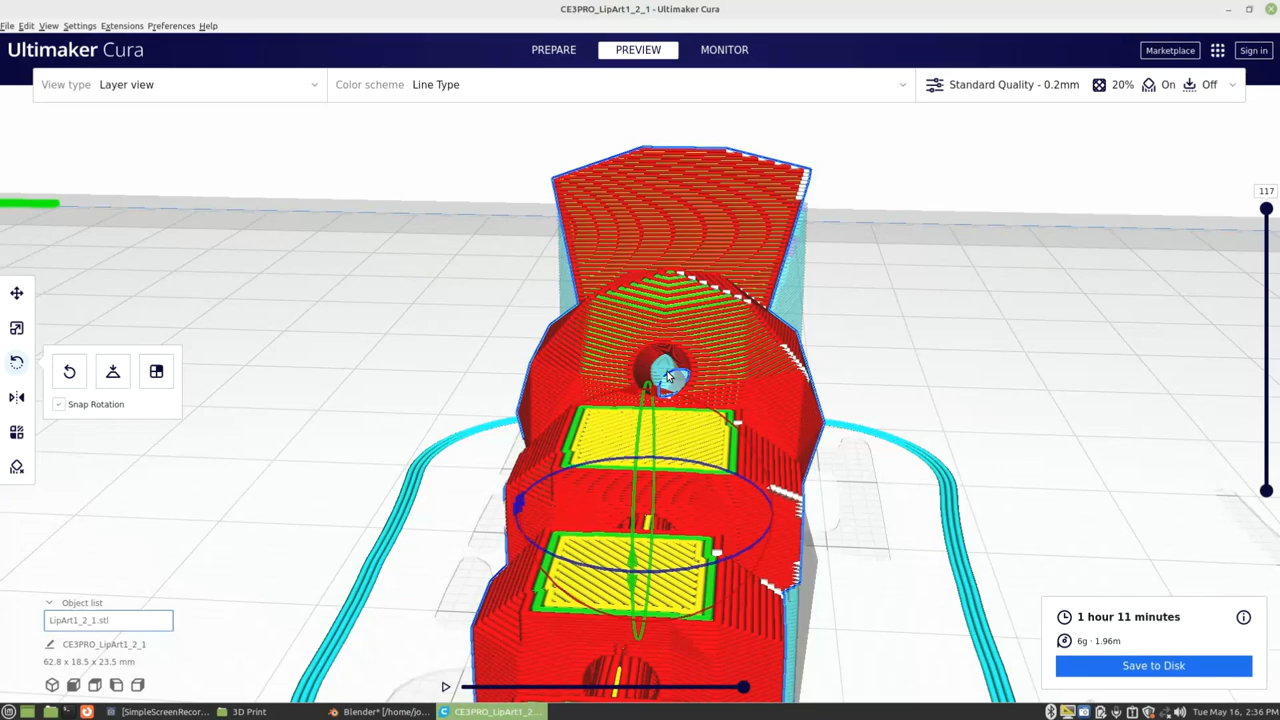 CE3PRO_LipArt1_2_1 - Ultimaker Cura
File Edit View Settings Extensions Preferences Help
Ultimaker Cura
PREPARE
PREVIEW
MONITOR
Marketplace
Sign in
View type Layer view
Color scheme Line Type
Standard Quality - 0.2mm
20%
On
Off
117
Snap Rotation
Object list
LipArt1_2_1.stl
CE3PRO_LipArt1_2_1
62.8 x 18.5 x 23.5 mm
1 hour 11 minutes
6g · 1.96m
Save to Disk
[SimpleScreenRecor...
3D Print
Blender* [/home/jo...
CE3PRO_LipArt1_2_1...
Tue May 16, 2:36 PM